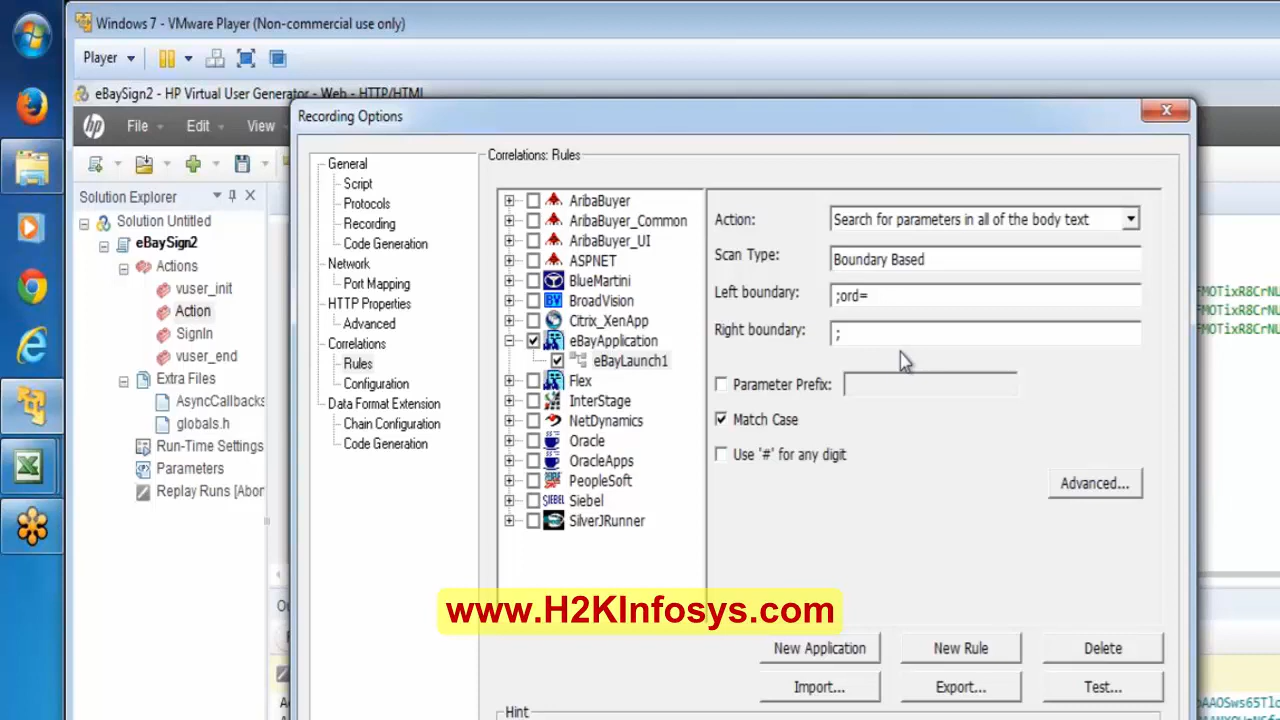 Windows 7 - VMware Player (Non-commercial use only)
Player
eBaySign2 - HP Virtual User Generator - Web - HTTP/HTML
Recording Options
hp File Edit View
Solution Explorer
Solution Untitled
eBaySign2
Actions
vuser_init
Action
SignIn
vuser_end
Extra Files
AsyncCallbacks
globals.h
Run-Time Settings
Parameters
Replay Runs [Abor
General
Script
Protocols
Recording
Code Generation
Network
Port Mapping
HTTP Properties
Advanced
Correlations
Rules
Configuration
Data Format Extension
Chain Configuration
Code Generation
Correlations: Rules
AribaBuyer
AribaBuyer_Common
AribaBuyer_UI
ASPNET
BlueMartini
BroadVision
Citrix_XenApp
eBayApplication
eBayLaunch1
Flex
InterStage
NetDynamics
Oracle
OracleApps
PeopleSoft
SIEBEL Siebel
SilverJRunner
Action: Search for parameters in all of the body text
Scan Type: Boundary Based
Left boundary: ;ord=
Right boundary: ;
Parameter Prefix:
Match Case
Use '#' for any digit
Advanced...
www.H2KInfosys.com
New Application New Rule Delete
Import... Export... Test...
Hint